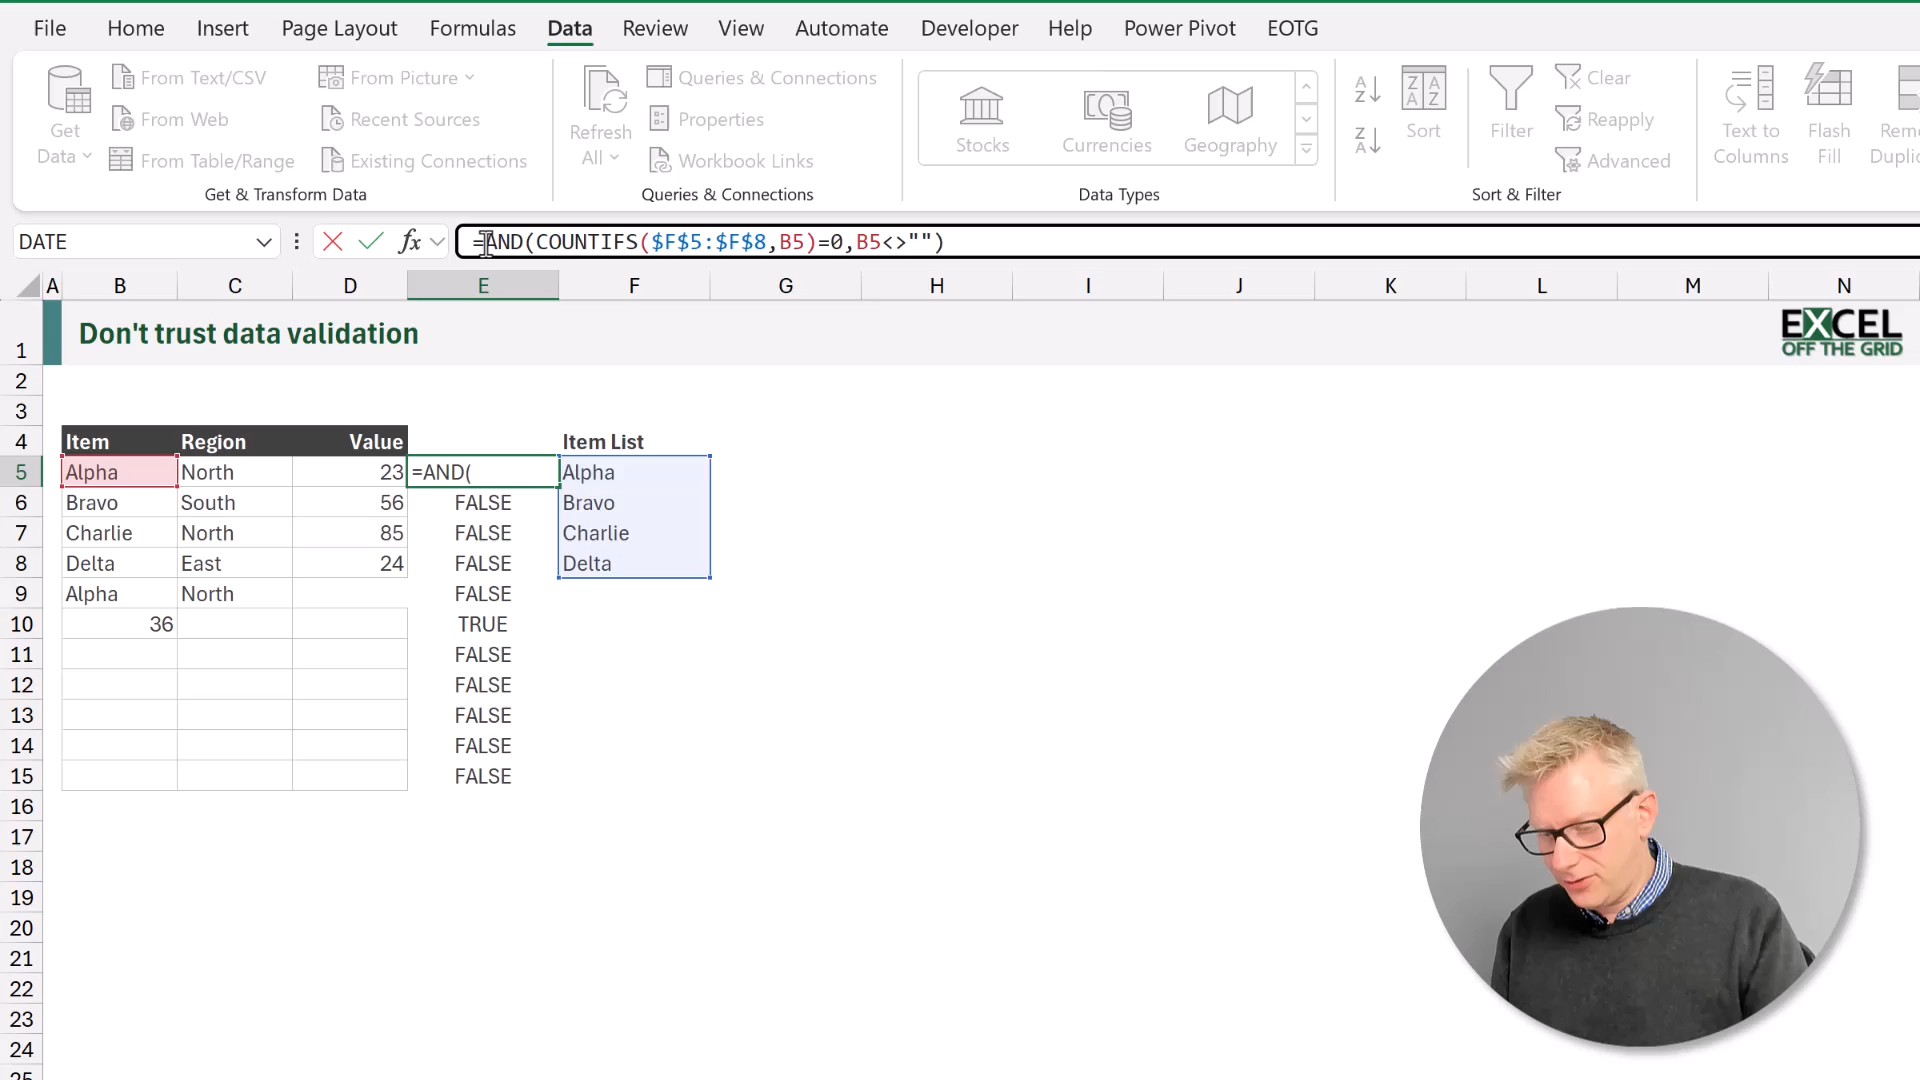 File Home Insert Page Layout Formulas Data Review View Automate Developer Help Power Pivot EOTG
Get Data
From Text/CSV
From Web
From Table/Range
From Picture
Recent Sources
Existing Connections
Get & Transform Data
Refresh All
Queries & Connections
Properties
Workbook Links
Queries & Connections
Stocks
Currencies
Geography
Data Types
Sort
Filter
Clear
Reapply
Advanced
Sort & Filter
Text to Columns
Flash Fill
DATE
fx
=AND(COUNTIFS($F$5:$F$8,B5)=0,B5<>"")
A B C D E F G H I J K L M N
1 Don't trust data validation
EXCEL
OFF THE GRID
2
3
4 Item Region Value Item List
5 Alpha North 23 =AND( Alpha
6 Bravo South 56 FALSE Bravo
7 Charlie North 85 FALSE Charlie
8 Delta East 24 FALSE Delta
9 Alpha North FALSE
10 36 TRUE
11 FALSE
12 FALSE
13 FALSE
14 FALSE
15 FALSE
16
17
18
19
20
21
22
23
24